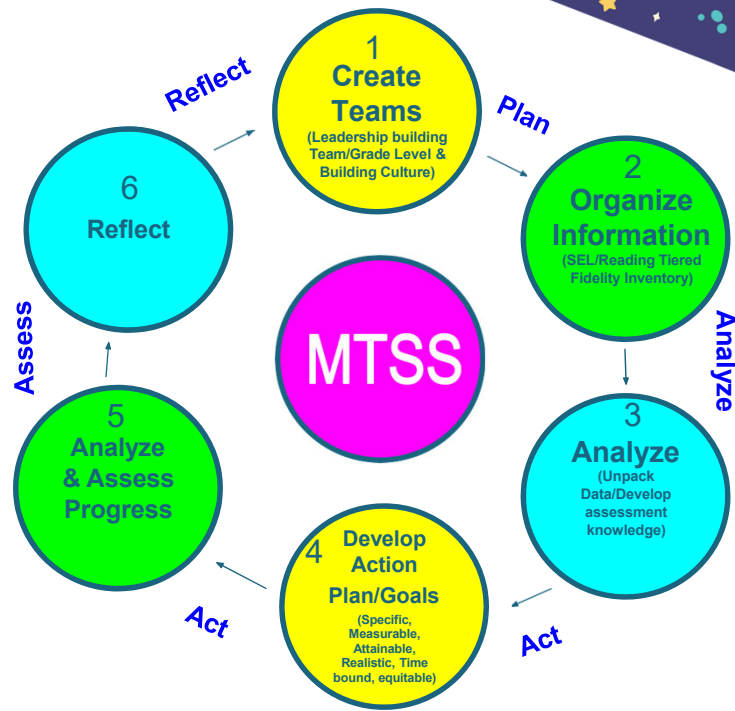 1
Create
Teams
(Leadership building
Team/Grade Level &
Building Culture)
Plan
2
Organize
Information
(SEL/Reading Tiered
Fidelity Inventory)
Analyze
3
Analyze
(Unpack
Data/Develop
assessment
knowledge)
Act
4
Develop
Action
Plan/Goals
(Specific,
Measurable,
Attainable,
Realistic, Time
bound, equitable)
Act
5
Analyze
& Assess
Progress
Assess
6
Reflect
Reflect
MTSS